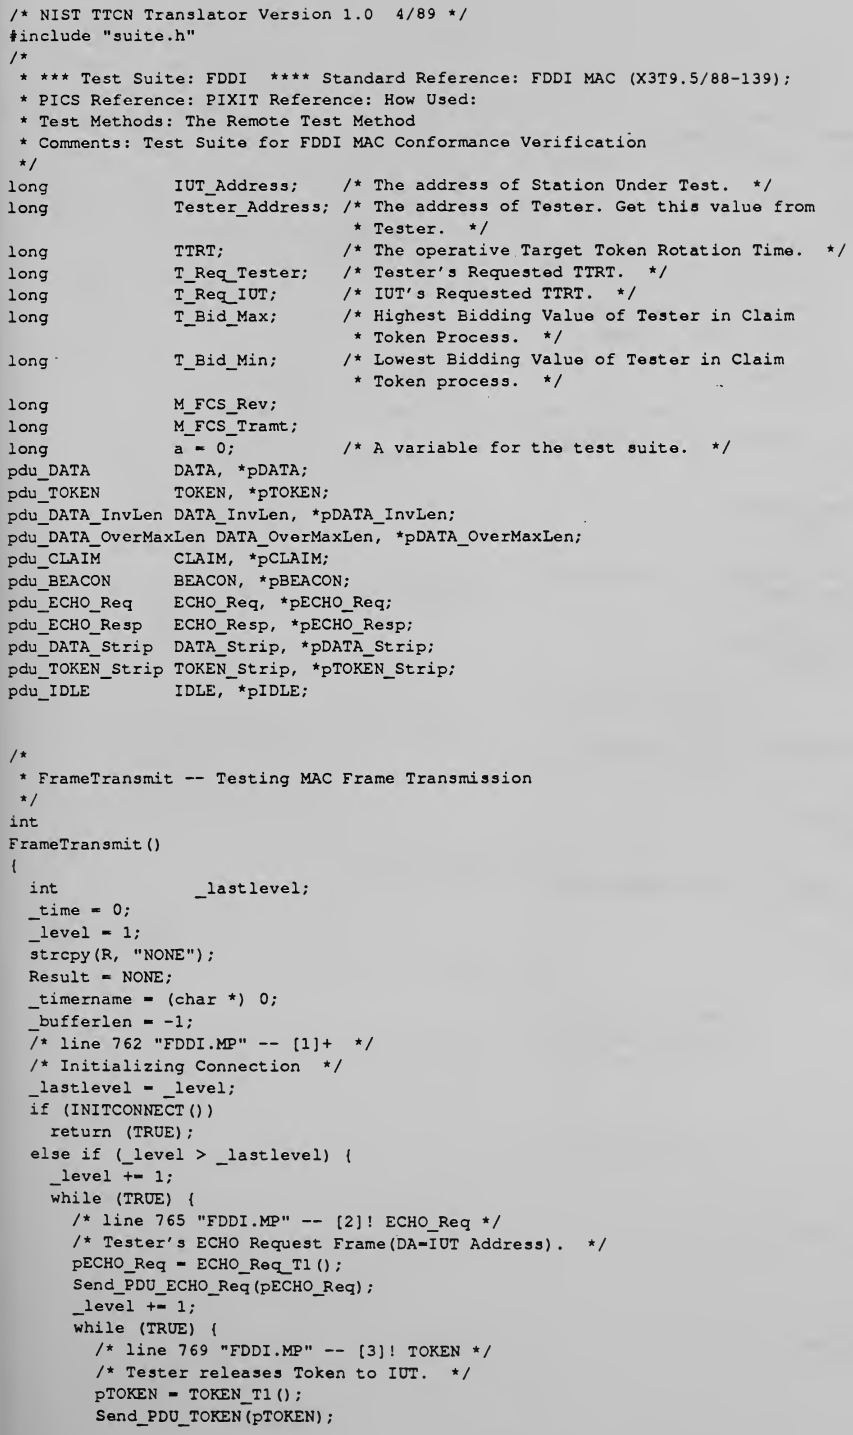 /* NIST TTCN Translator Version 1.0  4/89 */
#include "suite.h"
/*
 * *** Test Suite: FDDI  **** Standard Reference: FDDI MAC (X3T9.5/88-139);
 * PICS Reference: PIXIT Reference: How Used:
 * Test Methods: The Remote Test Method
 * Comments: Test Suite for FDDI MAC Conformance Verification
 */
long            IUT_Address;    /* The address of Station Under Test.  */
long            Tester_Address; /* The address of Tester. Get this value from
                                 * Tester.  */
long            TTRT;           /* The operative Target Token Rotation Time.  */
long            T_Req_Tester;   /* Tester's Requested TTRT.  */
long            T_Req_IUT;      /* IUT's Requested TTRT.  */
long            T_Bid_Max;      /* Highest Bidding Value of Tester in Claim
                                 * Token Process.  */
long            T_Bid_Min;      /* Lowest Bidding Value of Tester in Claim
                                 * Token process.  */
long            M_FCS_Rev;
long            M_FCS_Tramt;
long            a = 0;          /* A variable for the test suite.  */
pdu_DATA        DATA, *pDATA;
pdu_TOKEN       TOKEN, *pTOKEN;
pdu_DATA_InvLen DATA_InvLen, *pDATA_InvLen;
pdu_DATA_OverMaxLen DATA_OverMaxLen, *pDATA_OverMaxLen;
pdu_CLAIM       CLAIM, *pCLAIM;
pdu_BEACON      BEACON, *pBEACON;
pdu_ECHO_Req    ECHO_Req, *pECHO_Req;
pdu_ECHO_Resp   ECHO_Resp, *pECHO_Resp;
pdu_DATA_Strip  DATA_Strip, *pDATA_Strip;
pdu_TOKEN_Strip TOKEN_Strip, *pTOKEN_Strip;
pdu_IDLE        IDLE, *pIDLE;
/*
 * FrameTransmit -- Testing MAC Frame Transmission
 */
int
FrameTransmit()
{
  int             _lastlevel;
  _time = 0;
  _level = 1;
  strcpy(R, "NONE");
  Result = NONE;
  _timername = (char *) 0;
  _bufferlen = -1;
  /* line 762 "FDDI.MP" -- [1]+  */
  /* Initializing Connection  */
  _lastlevel = _level;
  if (INITCONNECT())
    return (TRUE);
  else if (_level > _lastlevel) {
    _level += 1;
    while (TRUE) {
      /* line 765 "FDDI.MP" -- [2]! ECHO_Req */
      /* Tester's ECHO Request Frame(DA=IUT Address).  */
      pECHO_Req = ECHO_Req_T1();
      Send_PDU_ECHO_Req(pECHO_Req);
      _level += 1;
      while (TRUE) {
        /* line 769 "FDDI.MP" -- [3]! TOKEN */
        /* Tester releases Token to IUT.  */
        pTOKEN = TOKEN_T1();
        Send_PDU_TOKEN(pTOKEN);